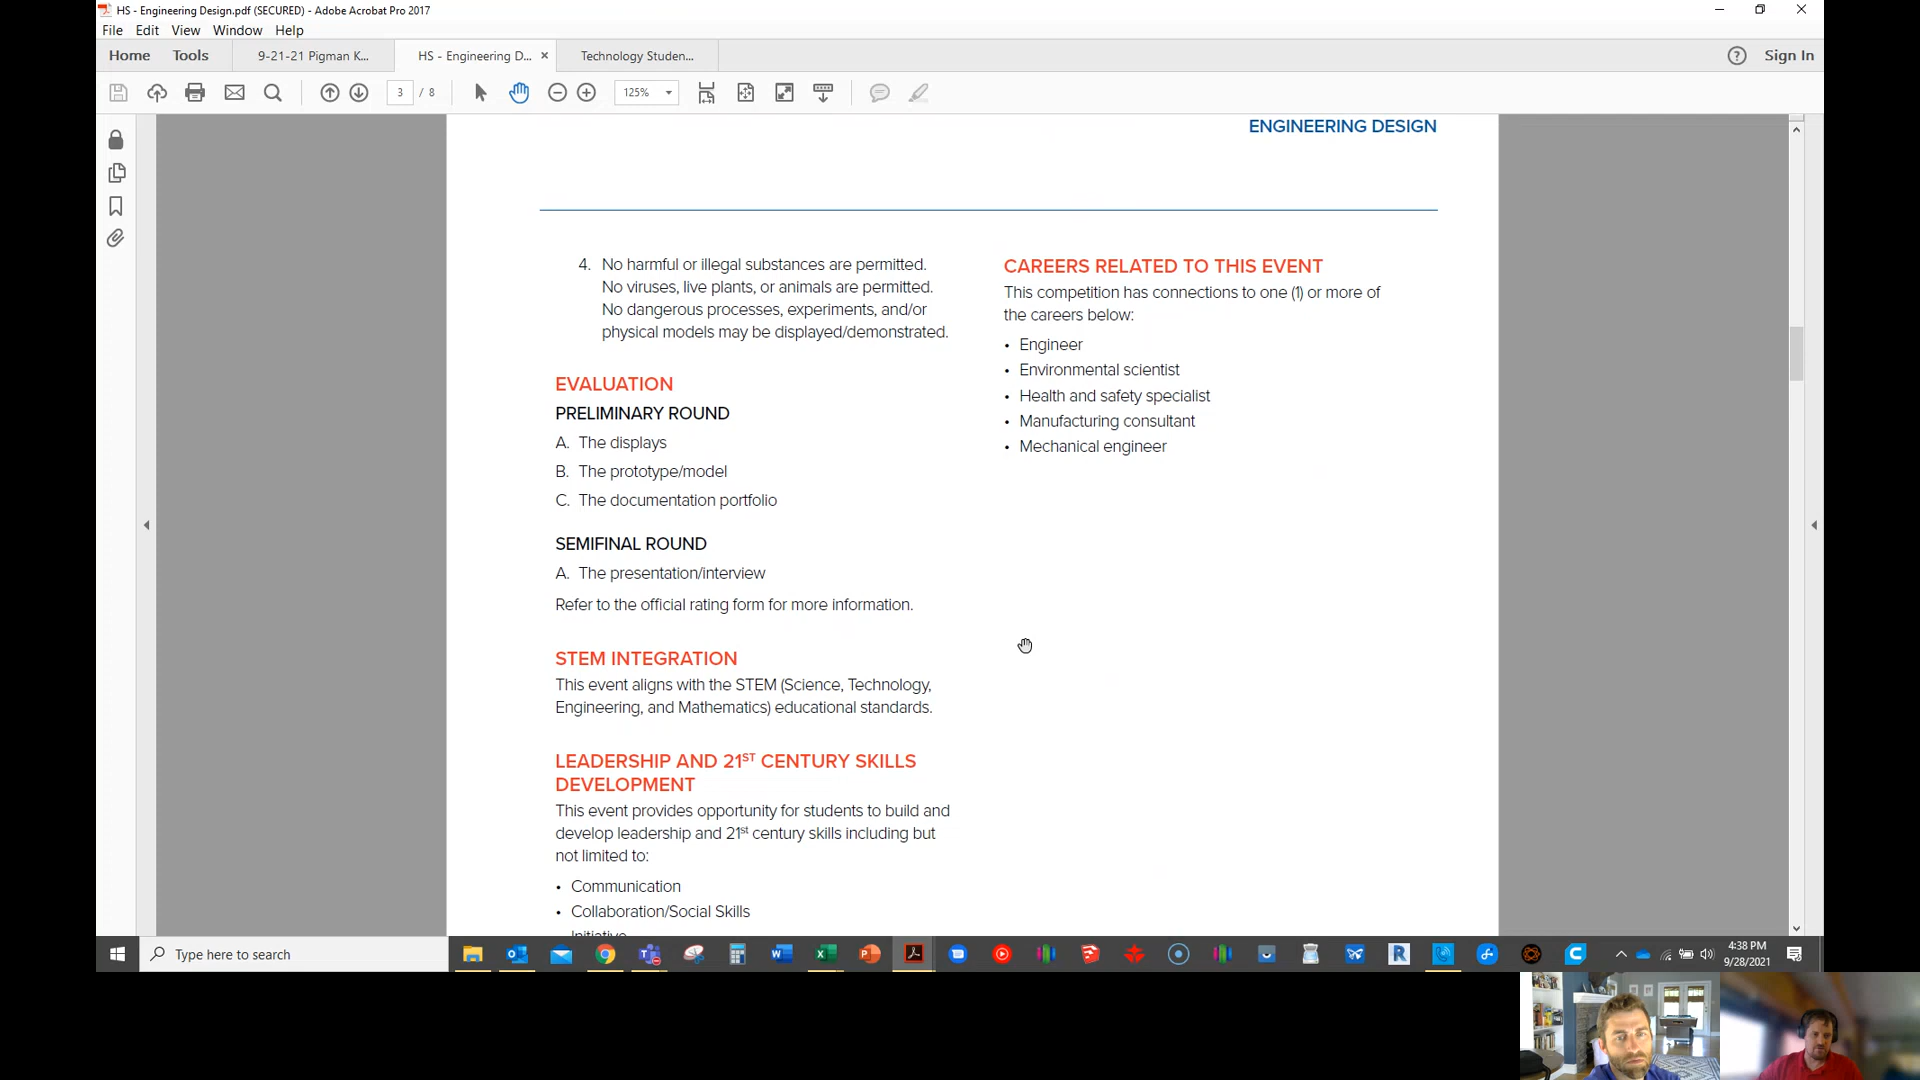 HS - Engineering Design.pdf (SECURED) - Adobe Acrobat Pro 2017
File Edit View Window Help
Home Tools 9-21-21 Pigman K... HS - Engineering D... × Technology Studen... Sign In
3 / 8 125%
ENGINEERING DESIGN
4. No harmful or illegal substances are permitted.
No viruses, live plants, or animals are permitted.
No dangerous processes, experiments, and/or
physical models may be displayed/demonstrated.
EVALUATION
PRELIMINARY ROUND
A. The displays
B. The prototype/model
C. The documentation portfolio
SEMIFINAL ROUND
A. The presentation/interview
Refer to the official rating form for more information.
STEM INTEGRATION
This event aligns with the STEM (Science, Technology,
Engineering, and Mathematics) educational standards.
LEADERSHIP AND 21ST CENTURY SKILLS
DEVELOPMENT
This event provides opportunity for students to build and
develop leadership and 21st century skills including but
not limited to:
• Communication
• Collaboration/Social Skills
Initiative
CAREERS RELATED TO THIS EVENT
This competition has connections to one (1) or more of
the careers below:
• Engineer
• Environmental scientist
• Health and safety specialist
• Manufacturing consultant
• Mechanical engineer
Type here to search
4:38 PM
9/28/2021